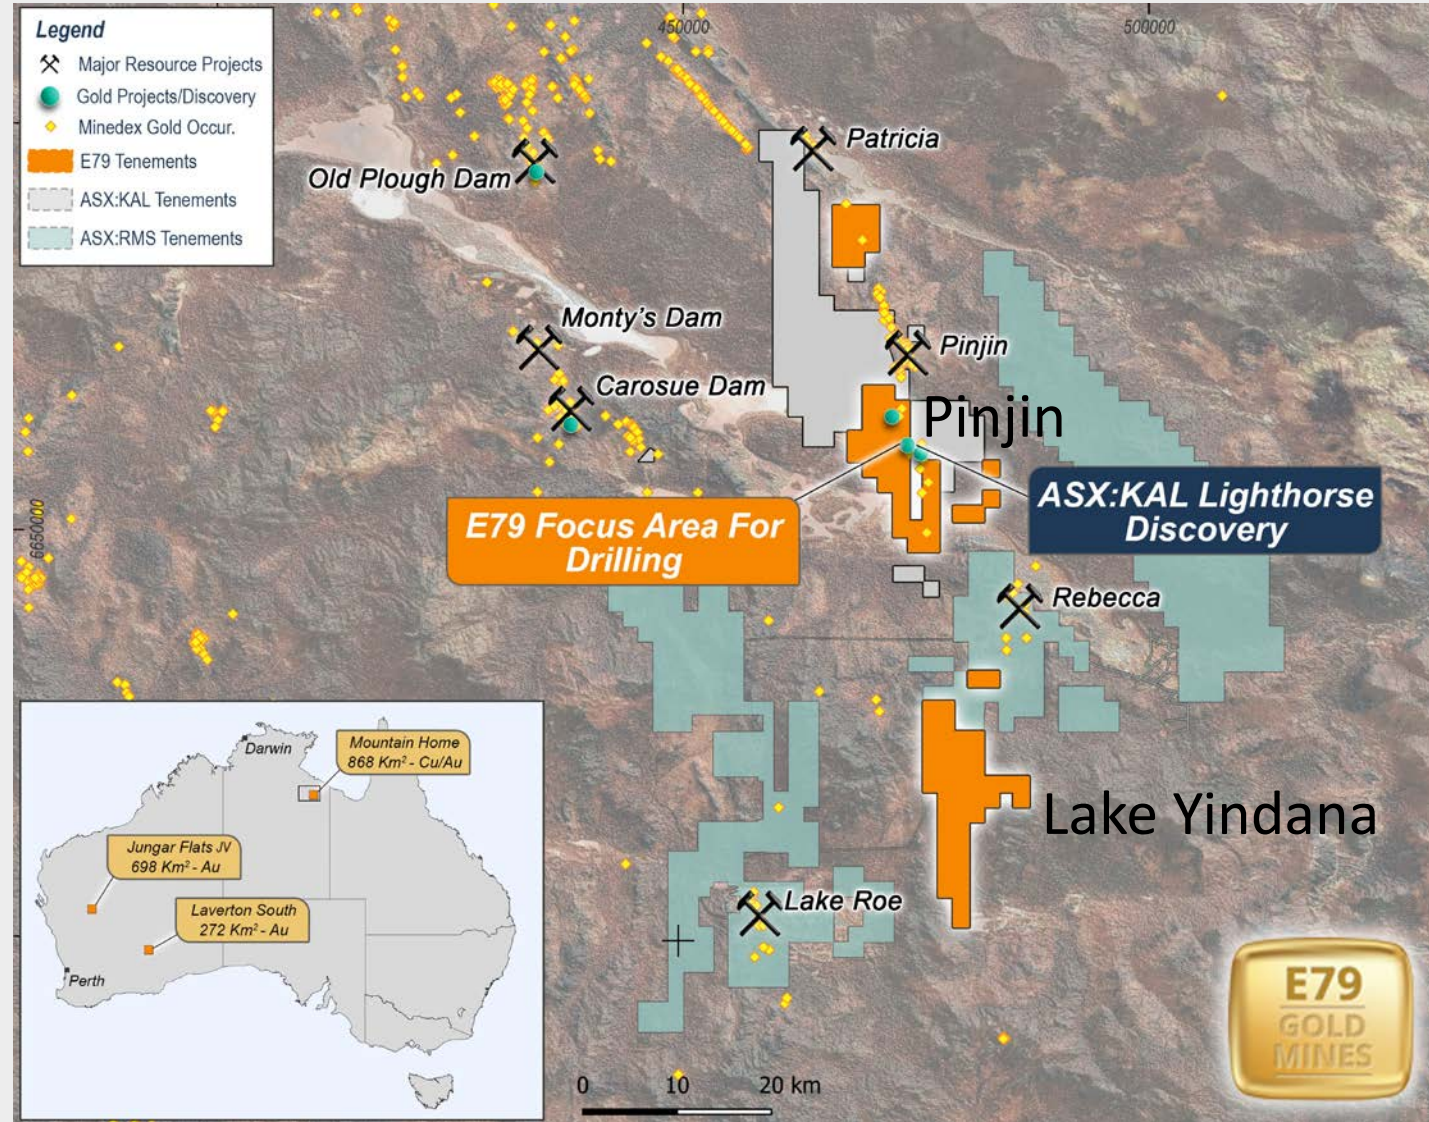 Legend
Major Resource Projects
Gold Projects/Discovery
Minedex Gold Occur.
E79 Tenements
ASX:KAL Tenements
ASX:RMS Tenements
450000
500000
6650000
Patricia
Old Plough Dam
Monty's Dam
Pinjin
Carosue Dam
Pinjin
E79 Focus Area For
Drilling
ASX:KAL Lighthorse
Discovery
Rebecca
Lake Yindana
Lake Roe
Darwin
Mountain Home
868 Km² - Cu/Au
Jungar Flats JV
698 Km² - Au
Laverton South
272 Km² - Au
Perth
0 10 20 km
E79
GOLD
MINES